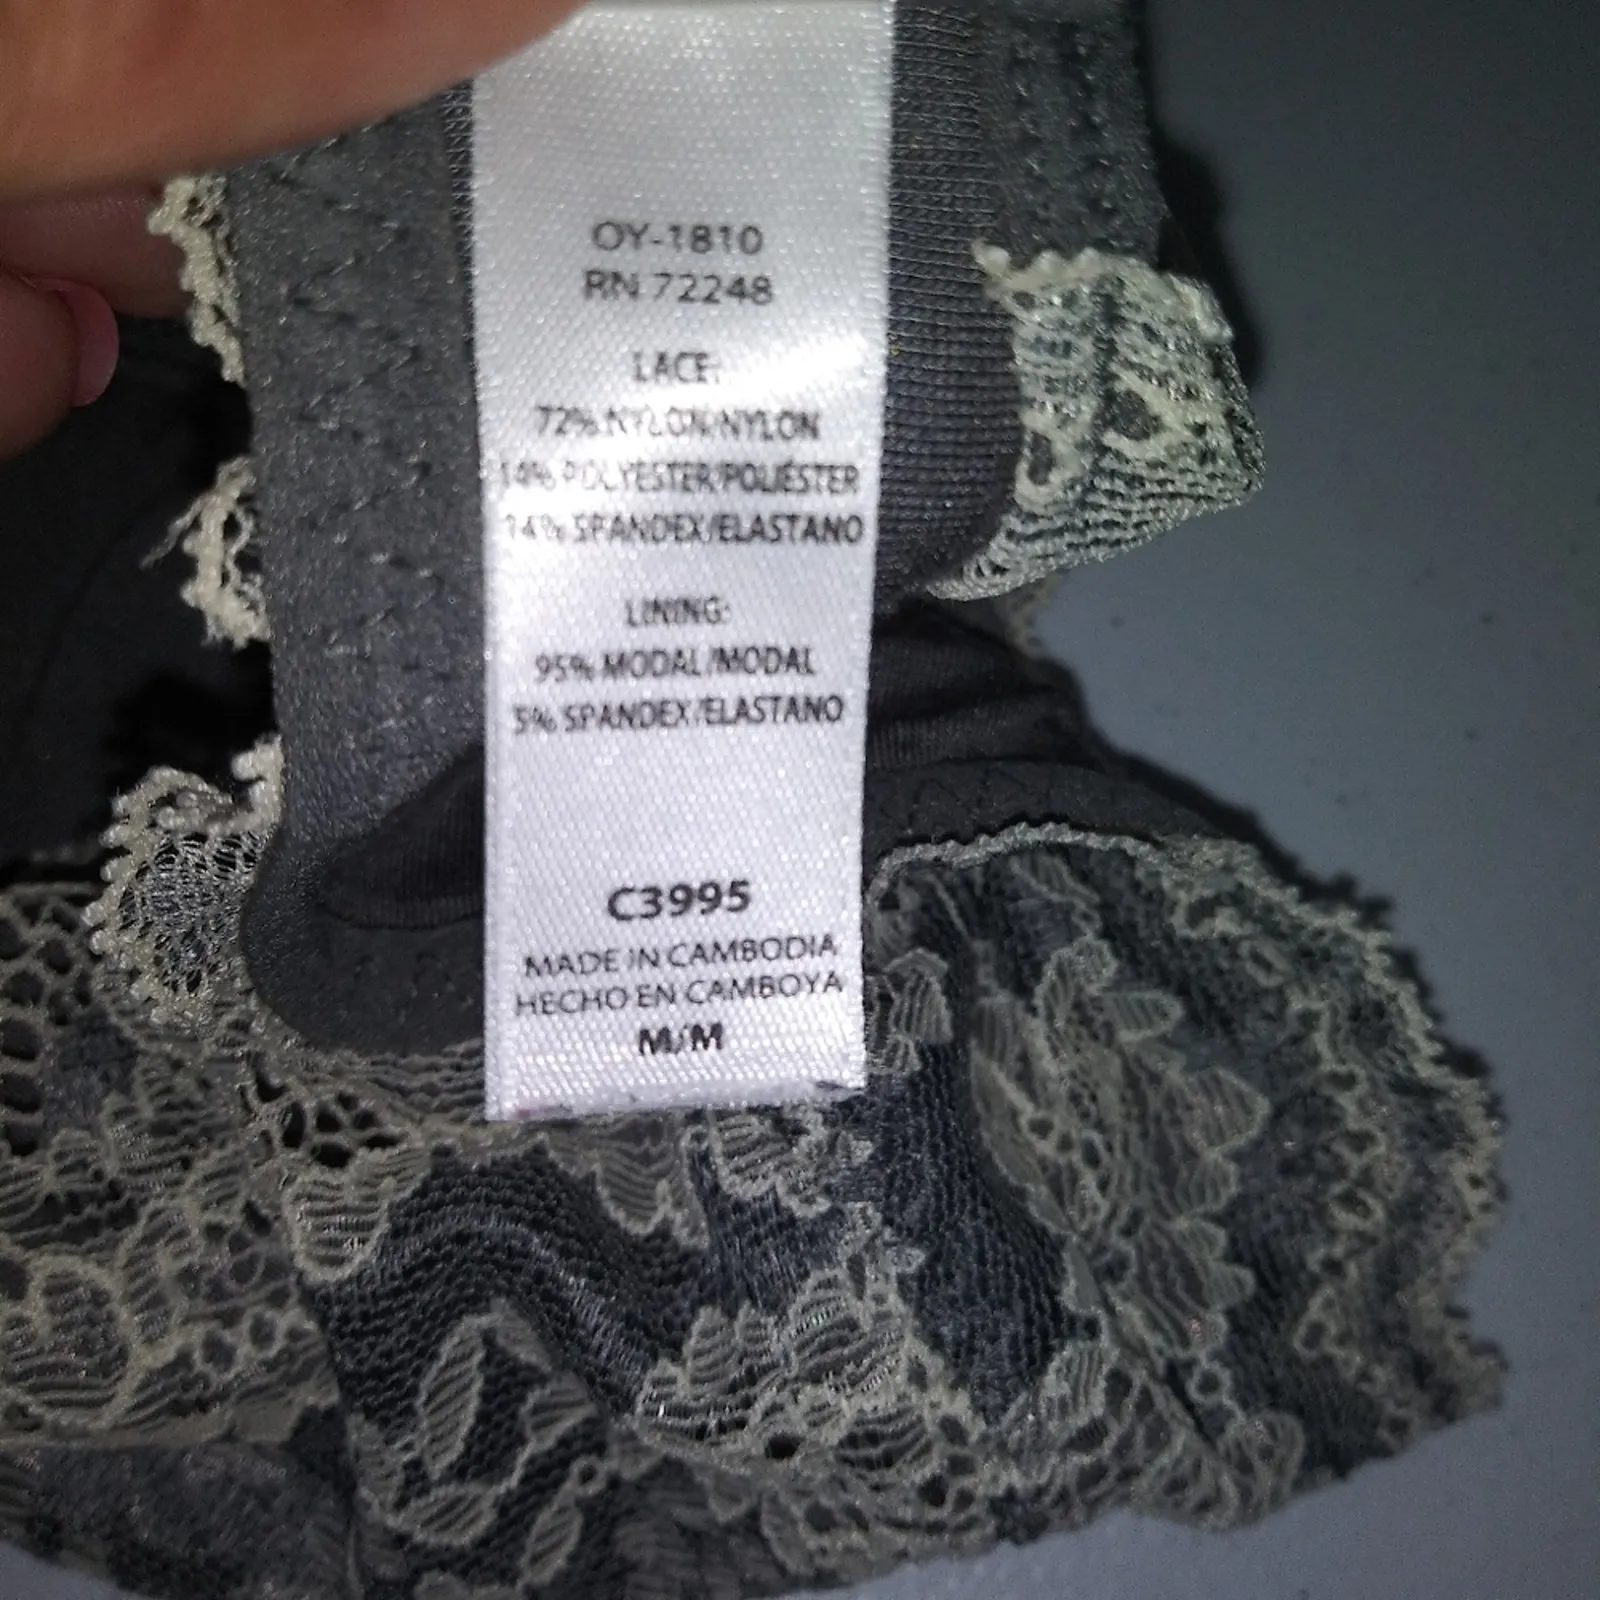 OY-1810
RN 72248
LACE:
72% NYLON/NYLON
14% POLYESTER/POLIÉSTER
14% SPANDEX/ELASTANO
LINING:
95% MODAL/MODAL
5% SPANDEX/ELASTANO
C3995
MADE IN CAMBODIA
HECHO EN CAMBOYA
M/M